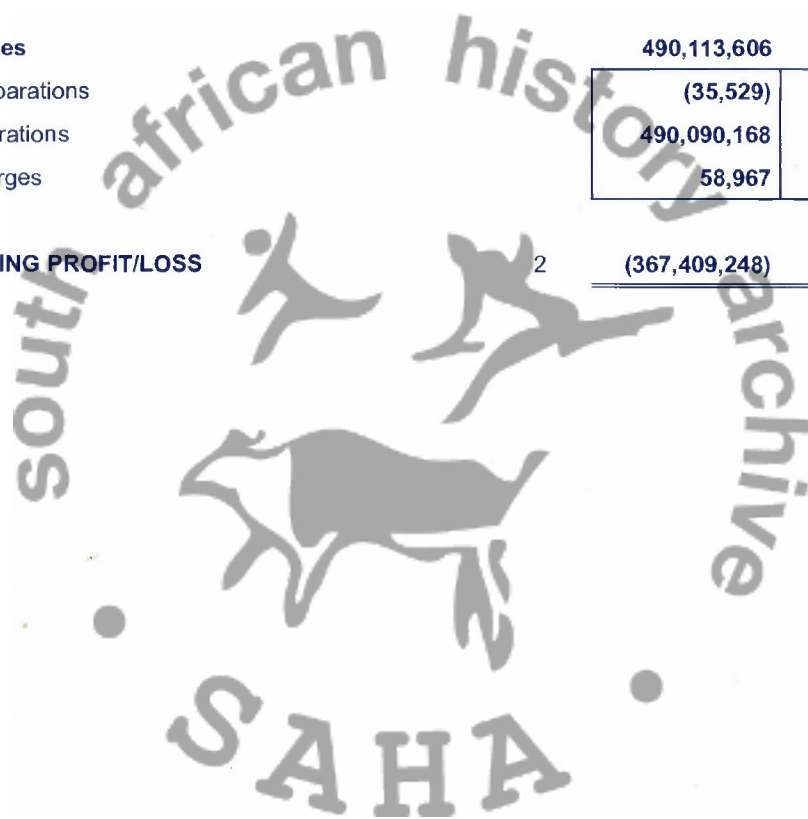 es 490,113,606
parations (35,529)
rations 490,090,168
rges 58,967
ING PROFIT/LOSS 2 (367,409,248)
south african history archive
SAHA